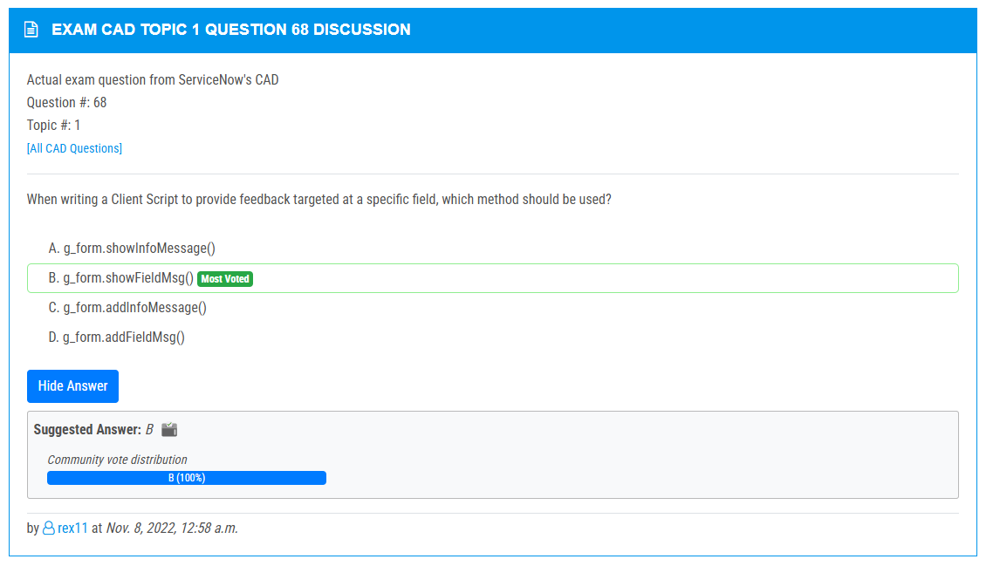 EXAM CAD TOPIC 1 QUESTION 68 DISCUSSION
Actual exam question from ServiceNow's CAD
Question #: 68
Topic #: 1
[All CAD Questions]
When writing a Client Script to provide feedback targeted at a specific field, which method should be used?
A. g_form.showInfoMessage()
B. g_form.showFieldMsg() Most Voted
C. g_form.addInfoMessage()
D. g_form.addFieldMsg()
Hide Answer
Suggested Answer: B
Community vote distribution
B (100%)
by rex11 at Nov. 8, 2022, 12:58 a.m.